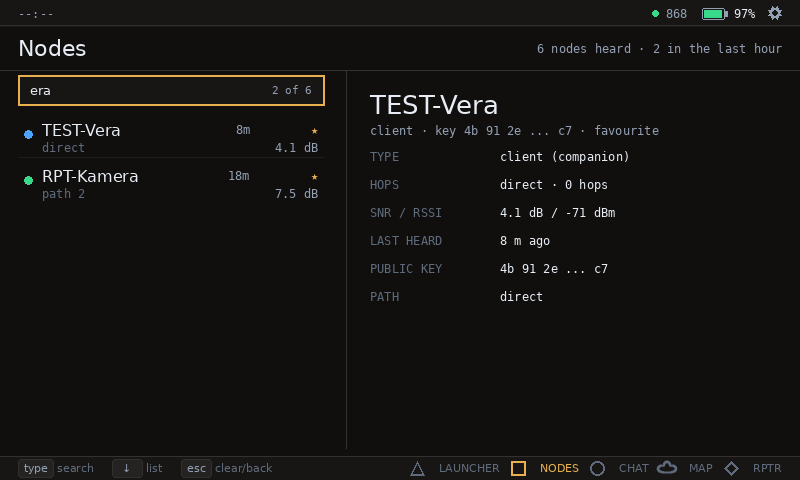 --:-- 868 97%
Nodes 6 nodes heard · 2 in the last hour
era 2 of 6
TEST-Vera 8m ★
direct 4.1 dB
RPT-Kamera 18m ★
path 2 7.5 dB
TEST-Vera
client · key 4b 91 2e ... c7 · favourite
TYPE client (companion)
HOPS direct · 0 hops
SNR / RSSI 4.1 dB / -71 dBm
LAST HEARD 8 m ago
PUBLIC KEY 4b 91 2e ... c7
PATH direct
type search ↓ list esc clear/back LAUNCHER NODES CHAT MAP RPTR